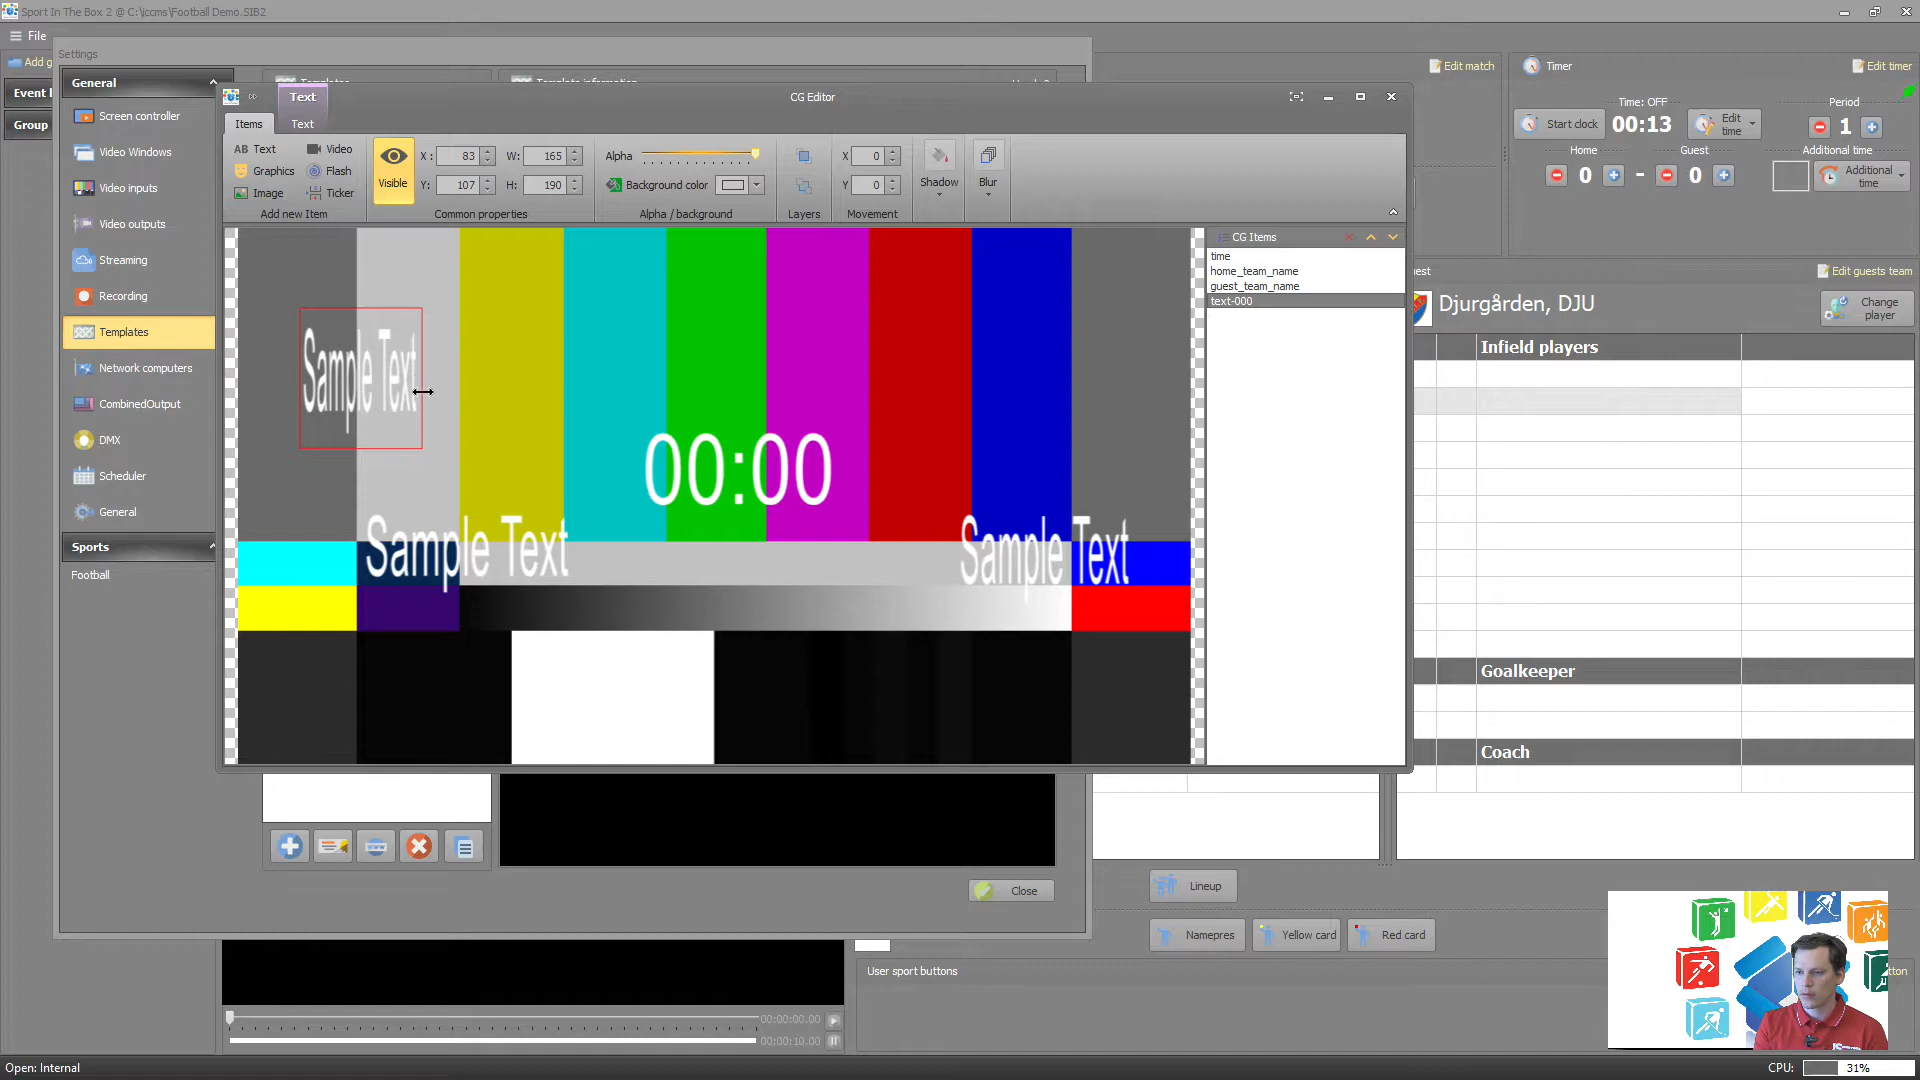 Sport In The Box 2 @ C:\jccms\Football Demo.SIB2
File
Settings
General
Screen controller
Video Windows
Video inputs
Video outputs
Streaming
Recording
Templates
Network computers
CombinedOutput
DMX
Scheduler
General
Sports
Football
Add g
Event l
Group
Text
CG Editor
Items
Text
Text
Video
Graphics
Flash
Image
Ticker
Add new Item
Visible
X : 83
W: 165
Y: 107
H: 190
Common properties
Alpha
Background color
Alpha / background
Layers
X 0
Y 0
Movement
Shadow
Blur
CG Items
time
home_team_name
guest_team_name
text-000
Sample Text
00:00
Sample Text
Sample Text
Close
Edit match
Timer
Edit timer
Time: OFF
Period
Start clock
00:13
Edit time
1
Home
Guest
Additional time
0 - 0
Additional time
est
Edit guests team
Djurgården, DJU
Change player
Infield players
Goalkeeper
Coach
Lineup
Namepres
Yellow card
Red card
User sport buttons
tton
00:00:00.00
00:00:10.00
Open: Internal
CPU: 31%